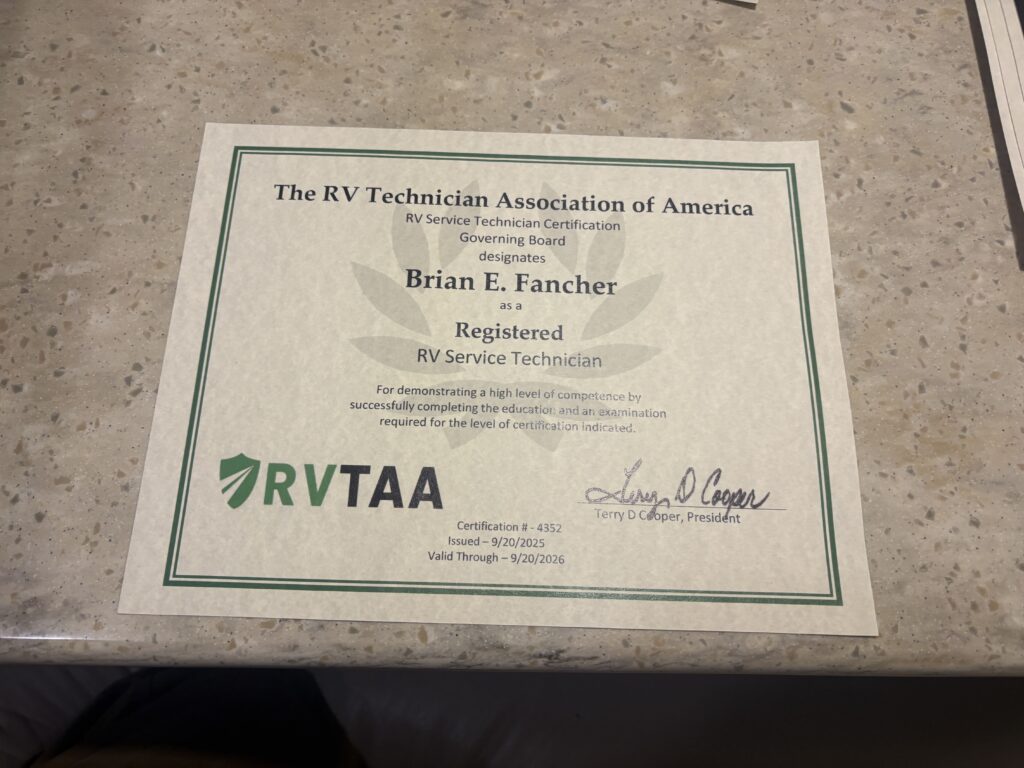 The RV Technician Association of America
RV Service Technician Certification
Governing Board
designates
Brian E. Fancher
as a
Registered
RV Service Technician
For demonstrating a high level of competence by
successfully completing the education and an examination
required for the level of certification indicated.
RVTAA
Terry D Cooper
Terry D Cooper, President
Certification # - 4352
Issued – 9/20/2025
Valid Through – 9/20/2026